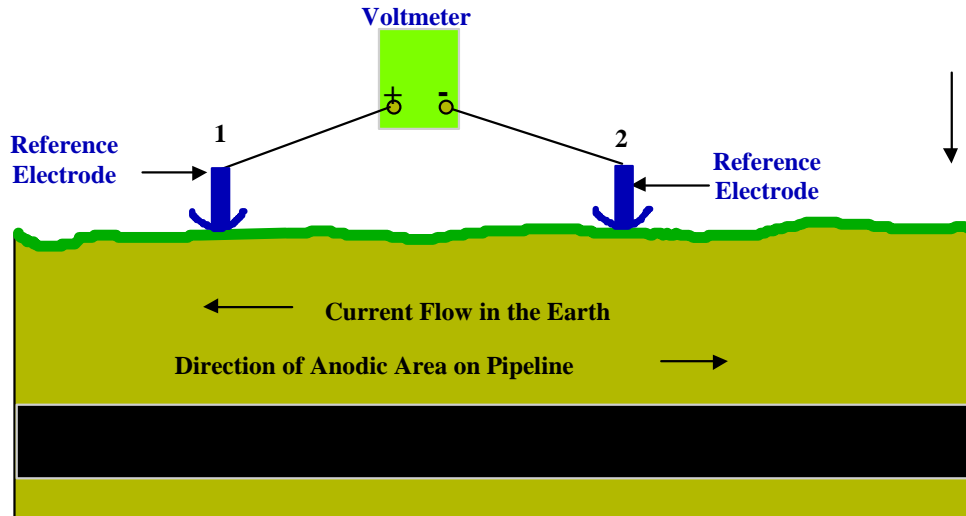 Voltmeter
+ -
1
2
Reference
Electrode
Reference
Electrode
Current Flow in the Earth
Direction of Anodic Area on Pipeline